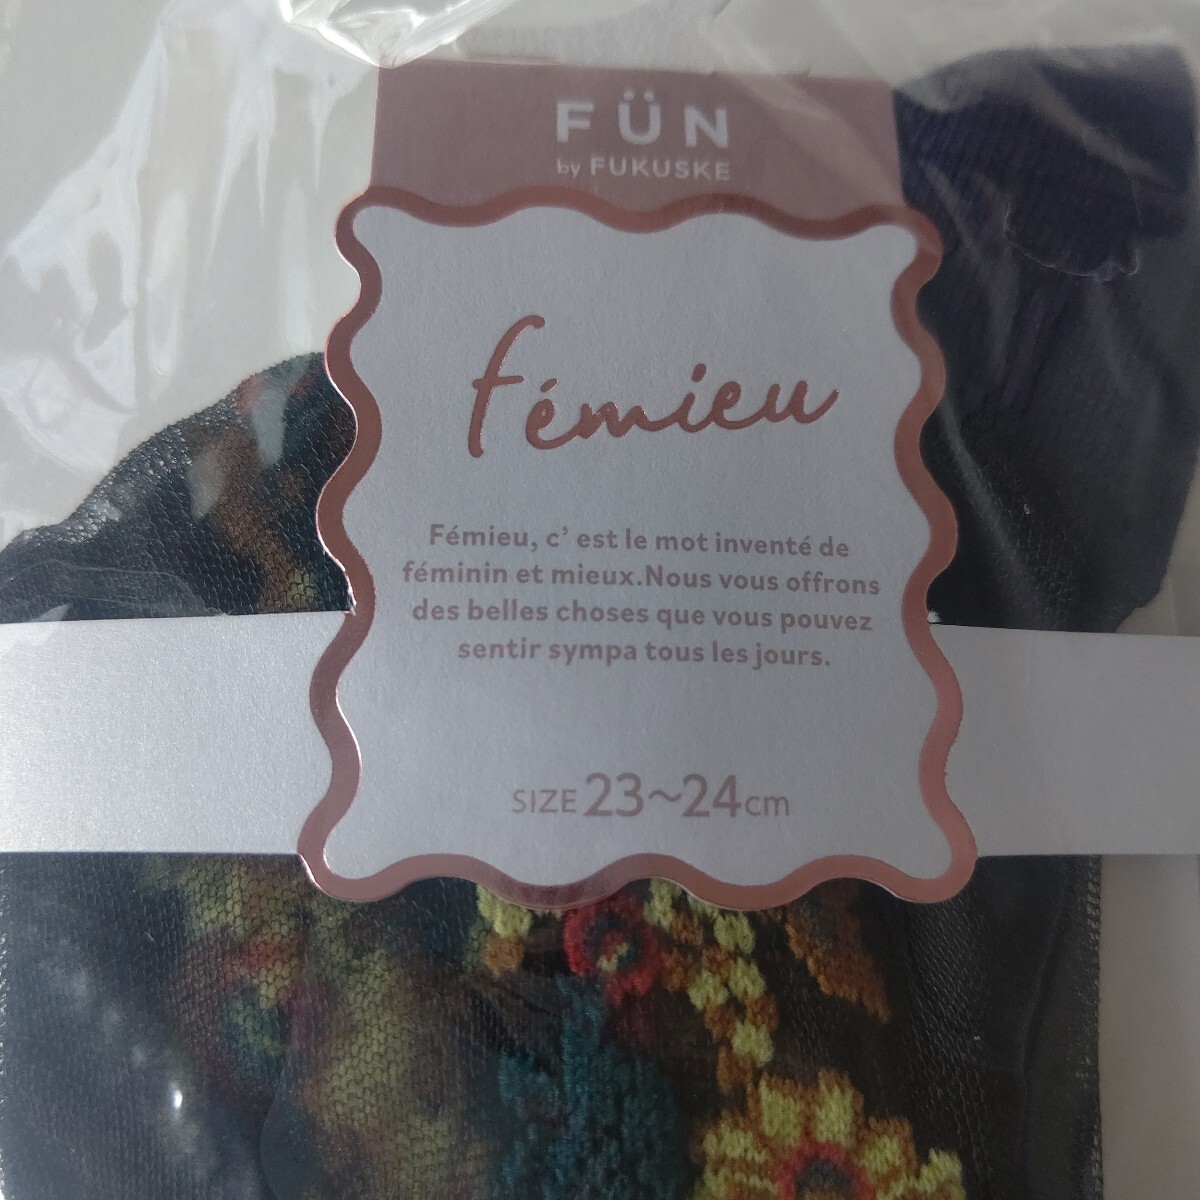 FÜN
by FUKUSKE
fémieu
Fémieu, c' est le mot inventé de
féminin et mieux.Nous vous offrons
des belles choses que vous pouvez
sentir sympa tous les jours.
SIZE 23~24cm